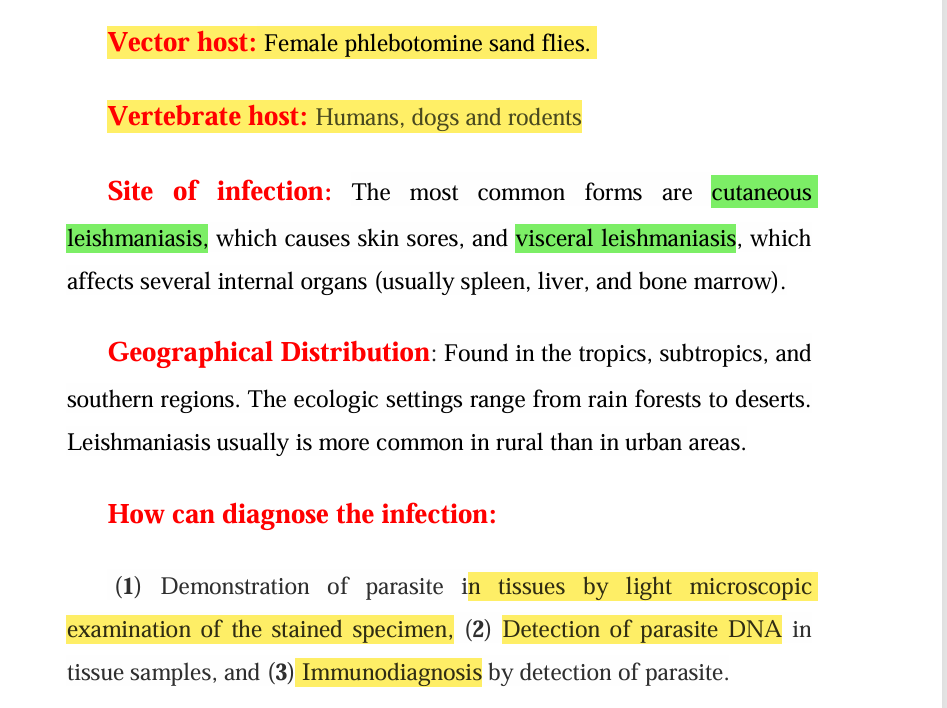 Vector host: Female phlebotomine sand flies.
Vertebrate host: Humans, dogs and rodents
Site of infection: The most common forms are cutaneous
leishmaniasis, which causes skin sores, and visceral leishmaniasis, which
affects several internal organs (usually spleen, liver, and bone marrow).
Geographical Distribution: Found in the tropics, subtropics, and
southern regions. The ecologic settings range from rain forests to deserts.
Leishmaniasis usually is more common in rural than in urban areas.
How can diagnose the infection:
(1) Demonstration of parasite in tissues by light microscopic
examination of the stained specimen, (2) Detection of parasite DNA in
tissue samples, and (3) Immunodiagnosis by detection of parasite.